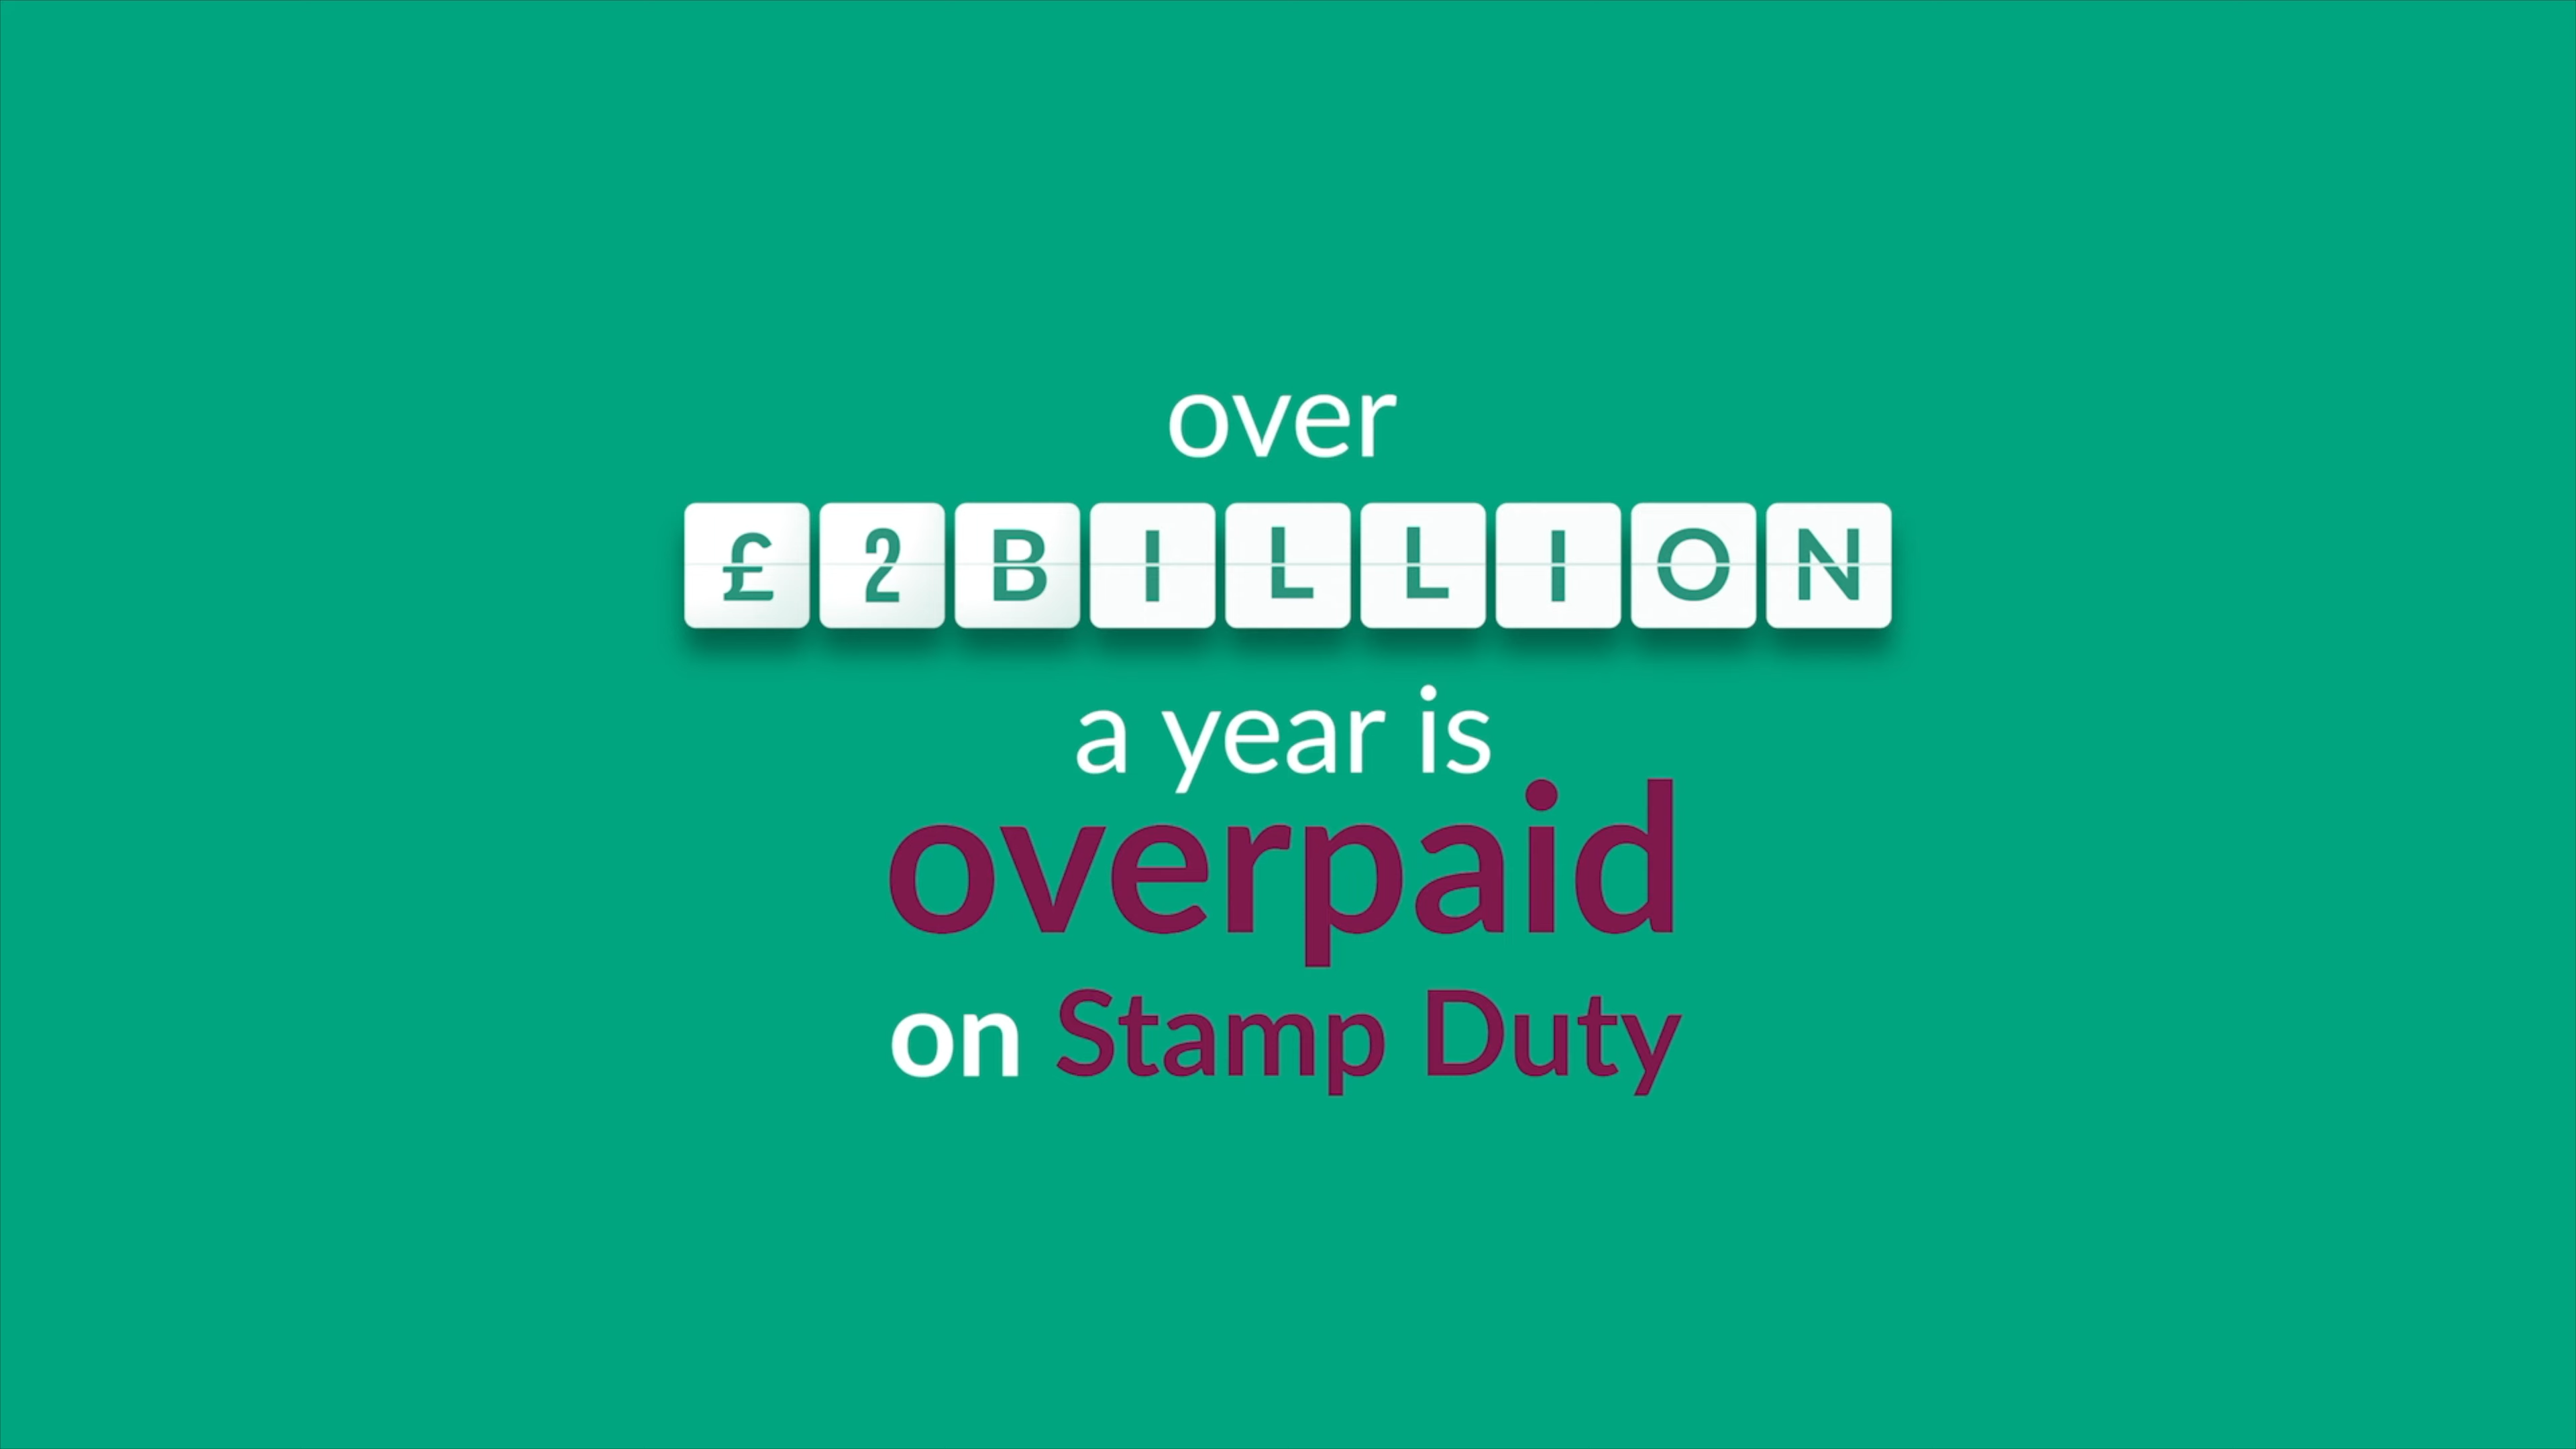 over
£2BILLION
a year is
overpaid
on Stamp Duty